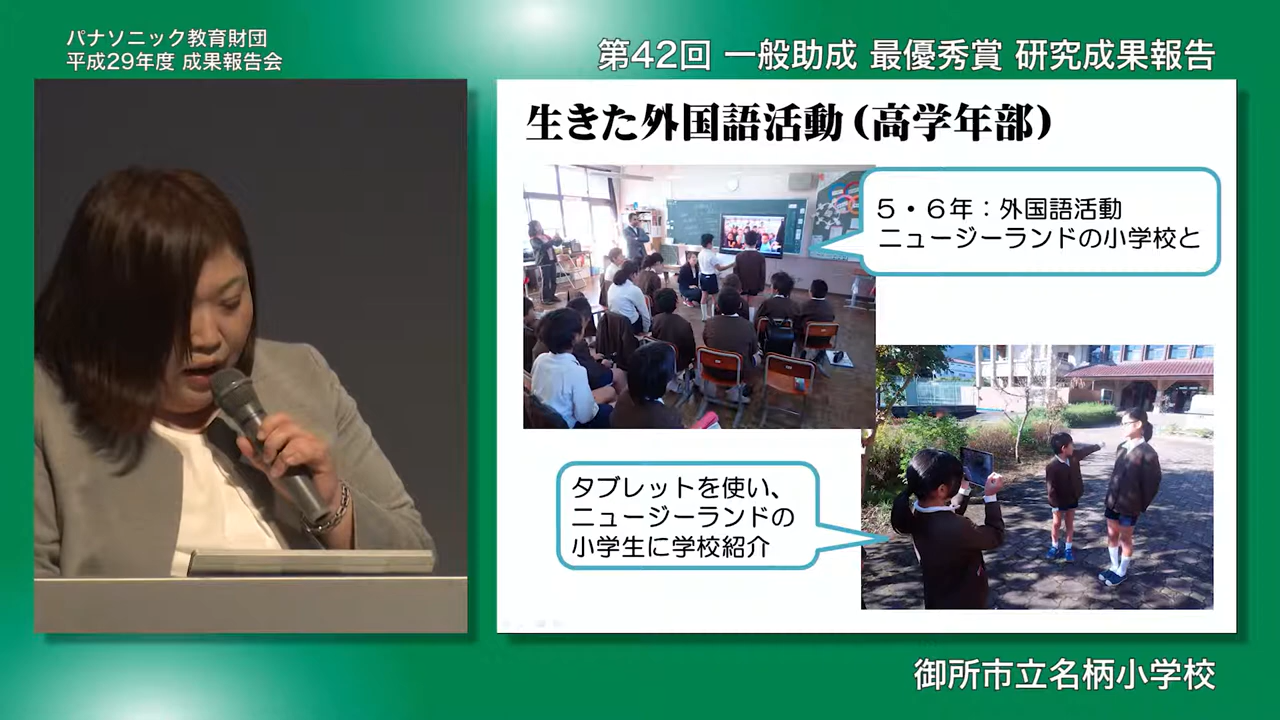 パナソニック教育財団
平成29年度 成果報告会
第42回 一般助成 最優秀賞 研究成果報告
生きた外国語活動（高学年部）
５・６年：外国語活動
ニュージーランドの小学校と
タブレットを使い、
ニュージーランドの
小学生に学校紹介
御所市立名柄小学校